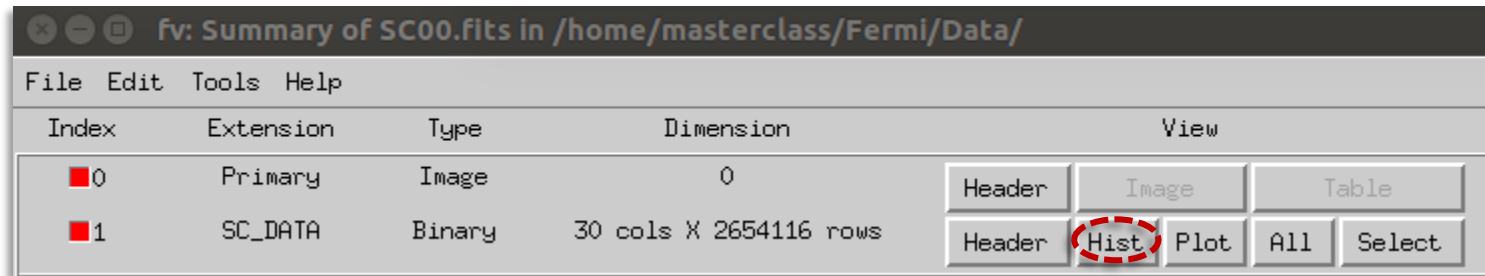 fv: Summary of SC00.fits in /home/masterclass/Fermi/Data/
File Edit Tools Help
Index Extension Type Dimension View
0 Primary Image 0 Header Image Table
1 SC_DATA Binary 30 cols X 2654116 rows Header Hist Plot All Select